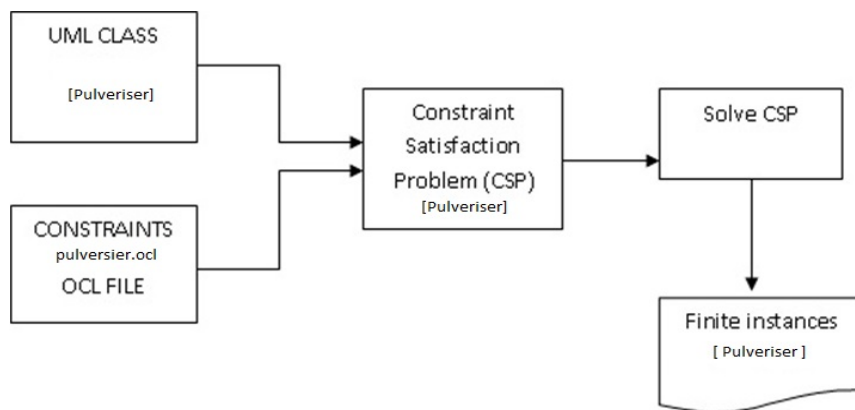 UML CLASS
[Pulveriser]
CONSTRAINTS
pulversier.ocl
OCL FILE
Constraint
Satisfaction
Problem (CSP)
[Pulveriser]
Solve CSP
Finite instances
[ Pulveriser ]